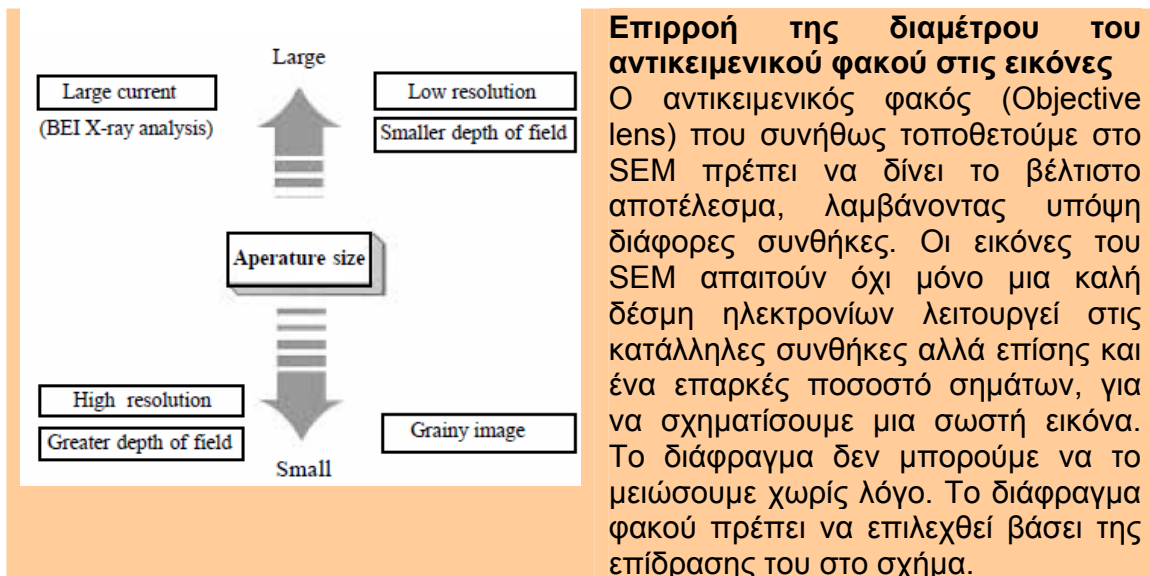 Large
Large current
(BEI X-ray analysis)
Low resolution
Smaller depth of field
Aperature size
High resolution
Greater depth of field
Grainy image
Small
Επιρροή της διαμέτρου του
αντικειμενικού φακού στις εικόνες
Ο αντικειμενικός φακός (Objective
lens) που συνήθως τοποθετούμε στο
SEM πρέπει να δίνει το βέλτιστο
αποτέλεσμα, λαμβάνοντας υπόψη
διάφορες συνθήκες. Οι εικόνες του
SEM απαιτούν όχι μόνο μια καλή
δέσμη ηλεκτρονίων λειτουργεί στις
κατάλληλες συνθήκες αλλά επίσης και
ένα επαρκές ποσοστό σημάτων, για
να σχηματίσουμε μια σωστή εικόνα.
Το διάφραγμα δεν μπορούμε να το
μειώσουμε χωρίς λόγο. Το διάφραγμα
φακού πρέπει να επιλεχθεί βάσει της
επίδρασης του στο σχήμα.